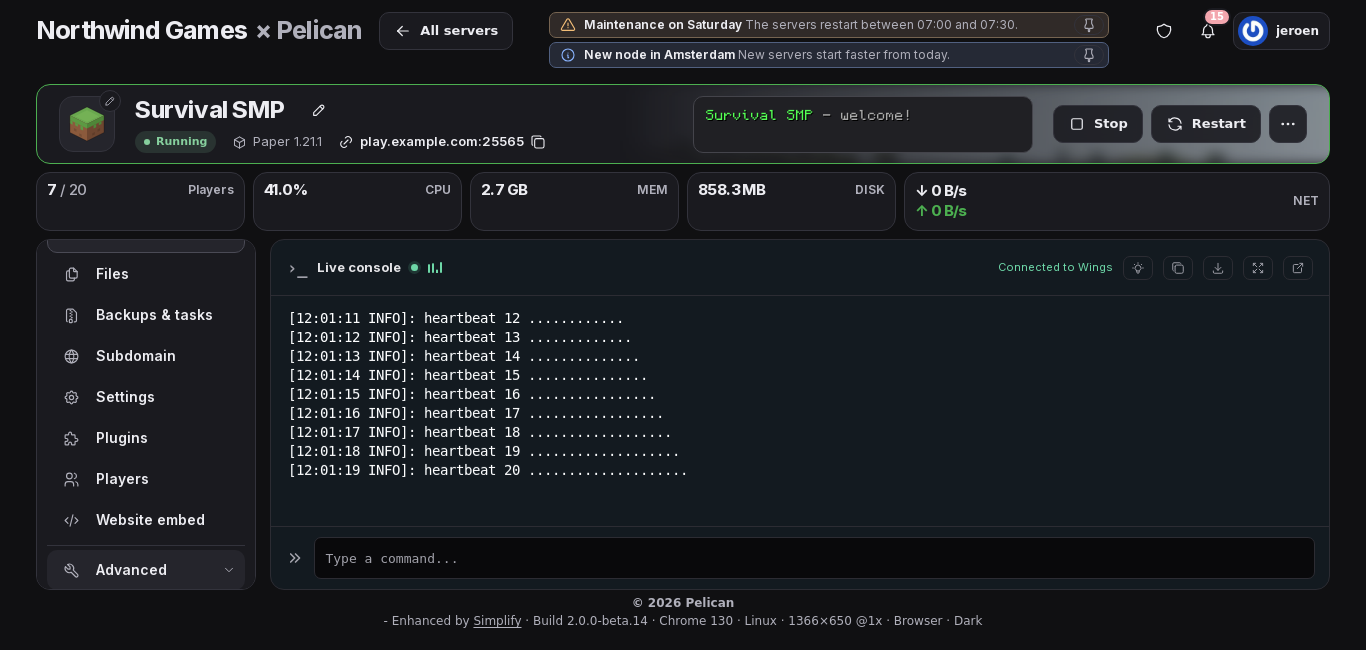 Northwind Games × Pelican
All servers
Maintenance on Saturday The servers restart between 07:00 and 07:30.
New node in Amsterdam New servers start faster from today.
15
jeroen
Survival SMP
Running
Paper 1.21.1
play.example.com:25565
Survival SMP – welcome!
Stop
Restart
7 / 20 Players
41.0% CPU
2.7 GB MEM
858.3 MB DISK
↓ 0 B/s
↑ 0 B/s
NET
Files
Backups & tasks
Subdomain
Settings
Plugins
Players
Website embed
Advanced
Live console
Connected to Wings
[12:01:11 INFO]: heartbeat 12 ............
[12:01:12 INFO]: heartbeat 13 .............
[12:01:13 INFO]: heartbeat 14 ..............
[12:01:14 INFO]: heartbeat 15 ...............
[12:01:15 INFO]: heartbeat 16 ................
[12:01:16 INFO]: heartbeat 17 .................
[12:01:17 INFO]: heartbeat 18 ..................
[12:01:18 INFO]: heartbeat 19 ...................
[12:01:19 INFO]: heartbeat 20 ....................
Type a command...
© 2026 Pelican
- Enhanced by Simplify · Build 2.0.0-beta.14 · Chrome 130 · Linux · 1366×650 @1x · Browser · Dark